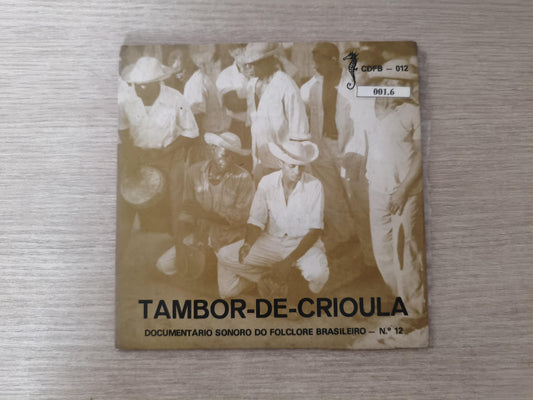 CDFB — 012
001.6
TAMBOR-DE-CRIOULA
DOCUMENTARIO SONORO DO FOLCLORE BRASILEIRO — N.º 12